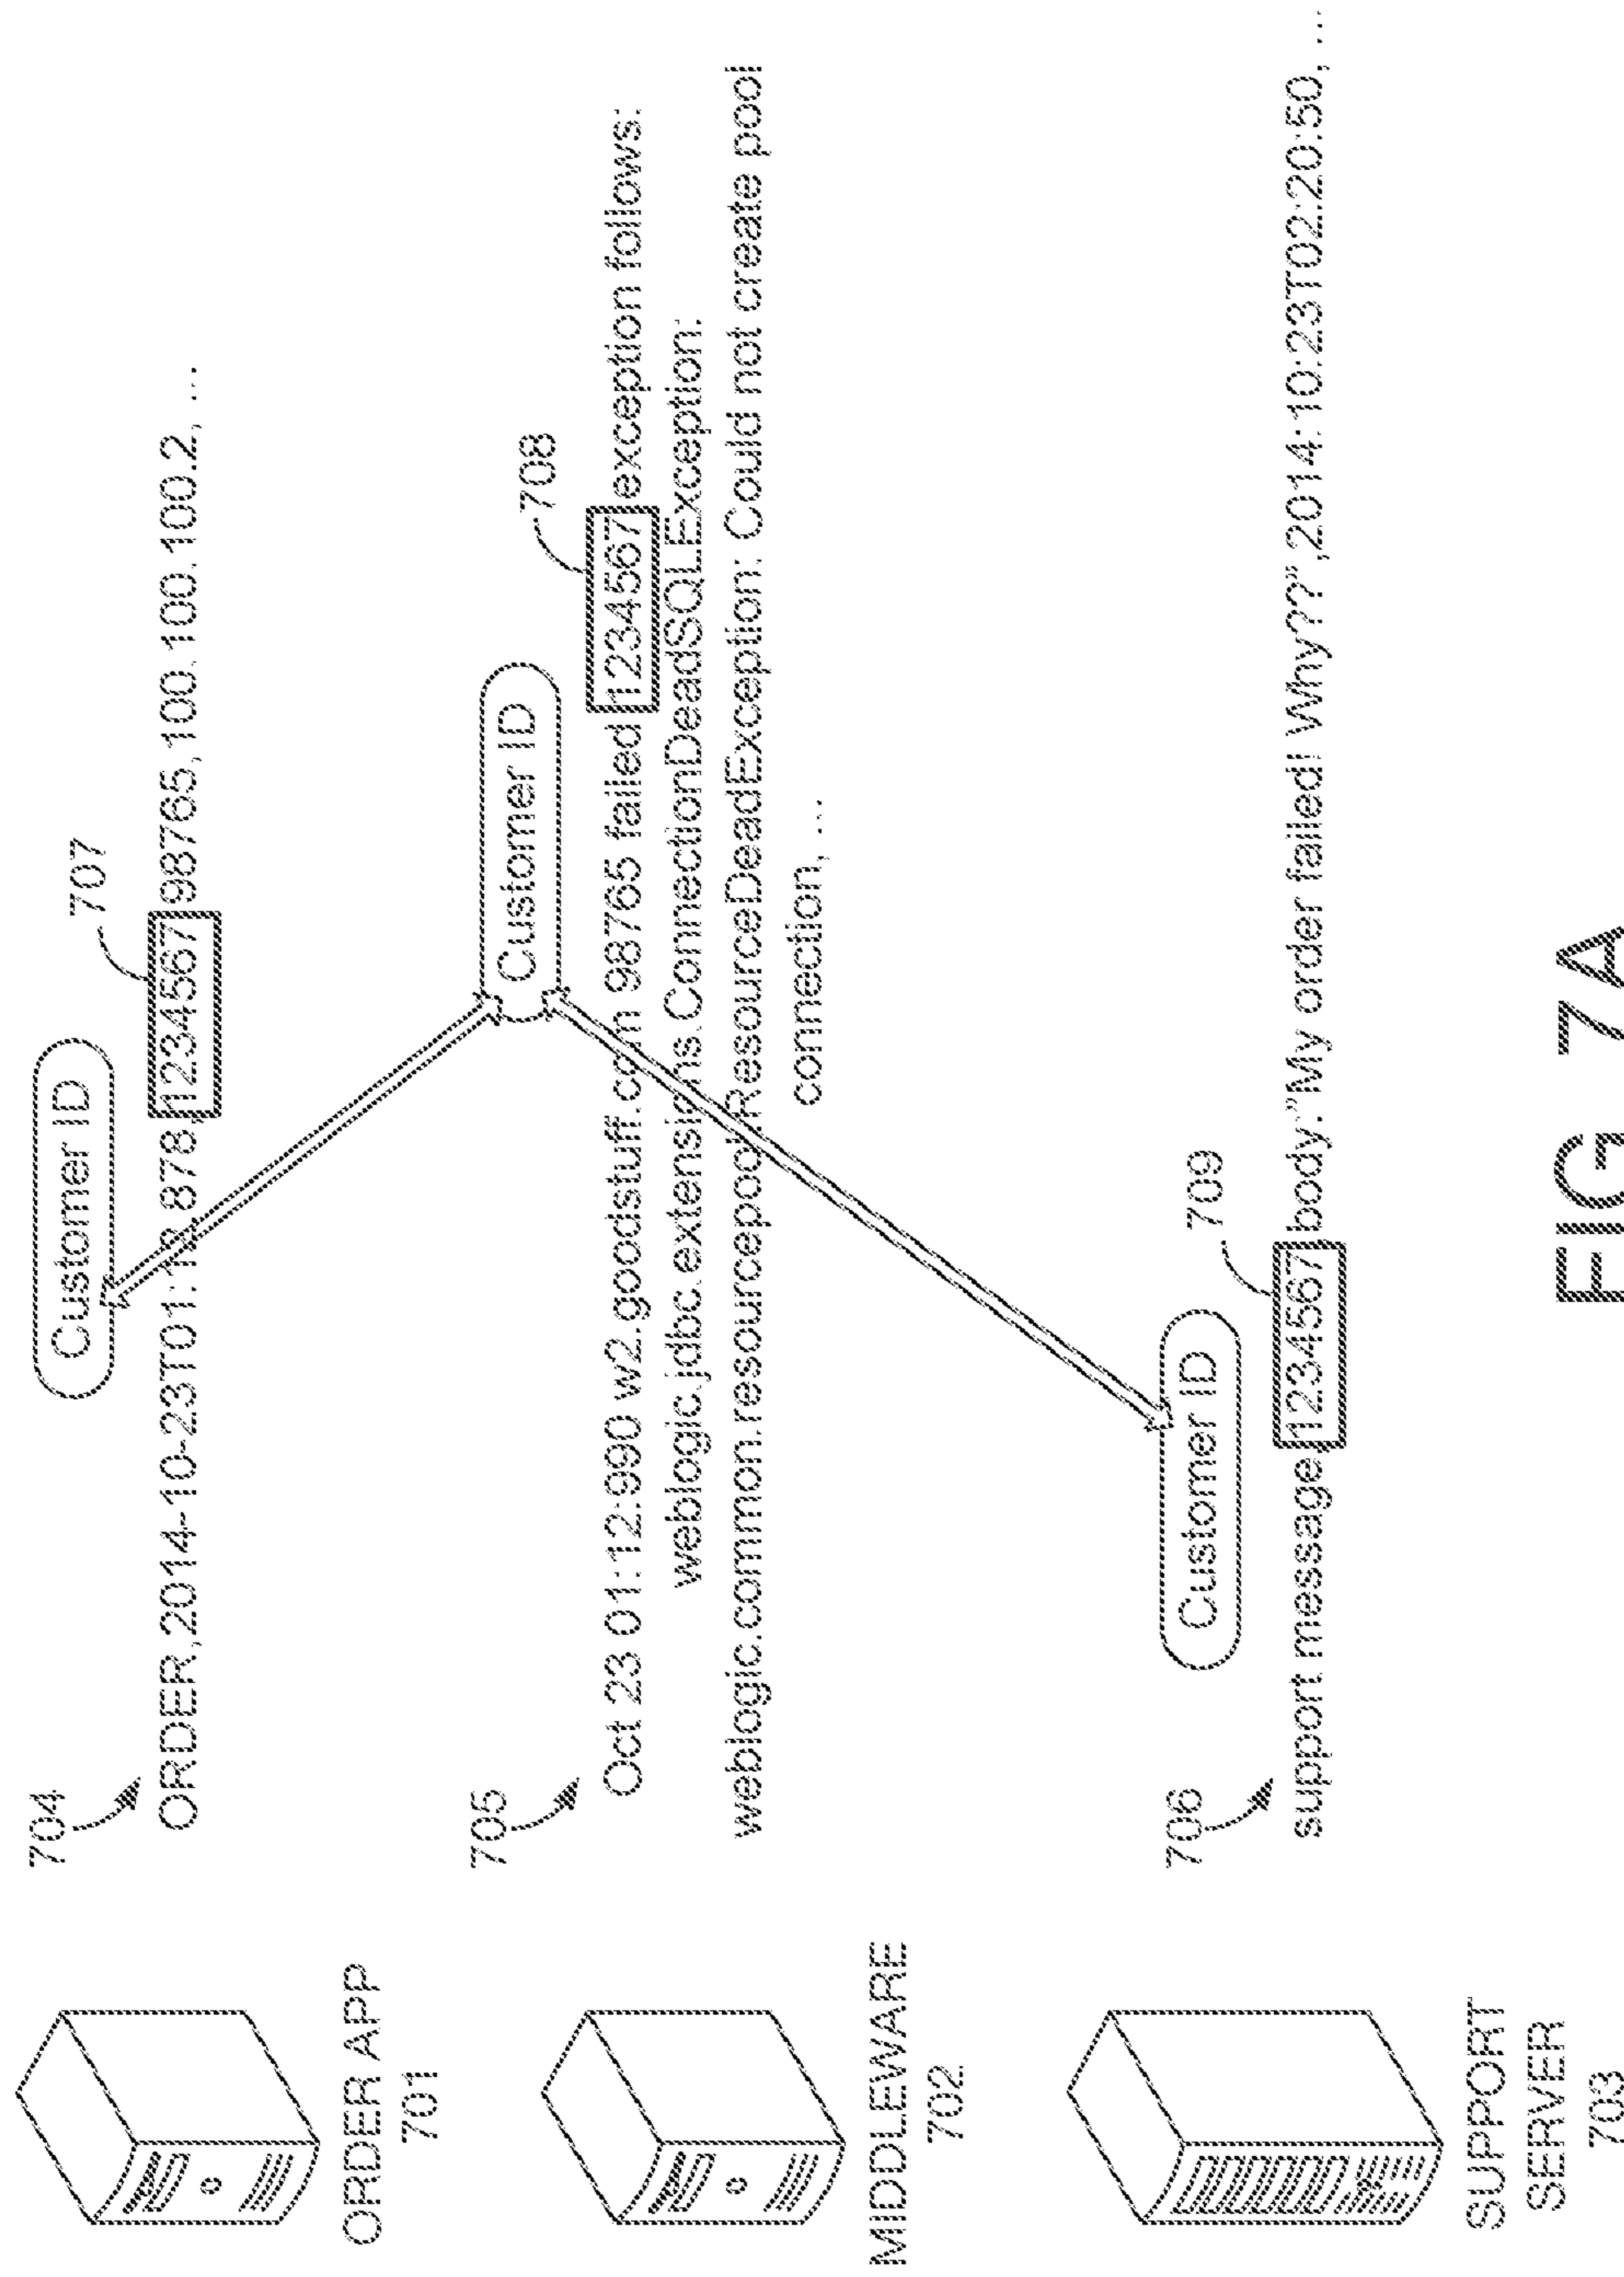 ORDER APP
701
704
Customer ID
707
ORDER,2014-10-23T01:12.878,1234567,98765,100.100.100.2, ...
MIDDLEWARE
702
705
Customer ID
708
Oct 23 01:12:990 w2.goodstuff.com 98765 failed 1234567 exception follows:
weblogic.jdbc.extensions.ConnectionDeadSQLException:
weblogic.common.resourcepool.ResourceDeadException: Could not create pool
connection, ...
SUPPORT
SERVER
703
706
Customer ID
709
support message,1234567,body:"My order failed! Why??",2014:10:23T02:20:50, ...
FIG 7A